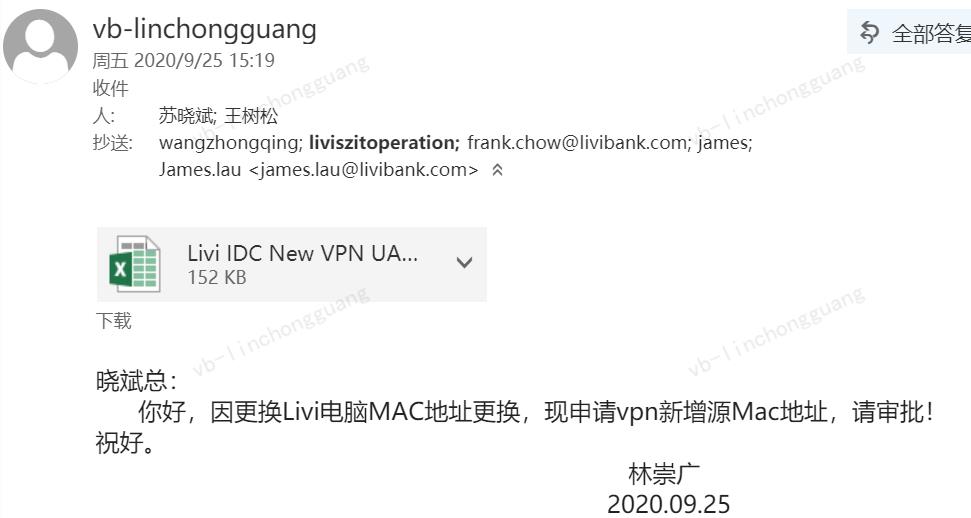 vb-linchongguang
全部答复
周五 2020/9/25 15:19
收件
人: 苏晓斌; 王树松
抄送: wangzhongqing; liviszitoperation; frank.chow@livibank.com; james;
James.lau <james.lau@livibank.com>
Livi IDC New VPN UA...
152 KB
下载
晓斌总：
你好，因更换Livi电脑MAC地址更换，现申请vpn新增源Mac地址，请审批！
祝好。
林崇广
2020.09.25
vb-linchongguang
vb-linchongguang
vb-linchongguang
vb-linchongguang